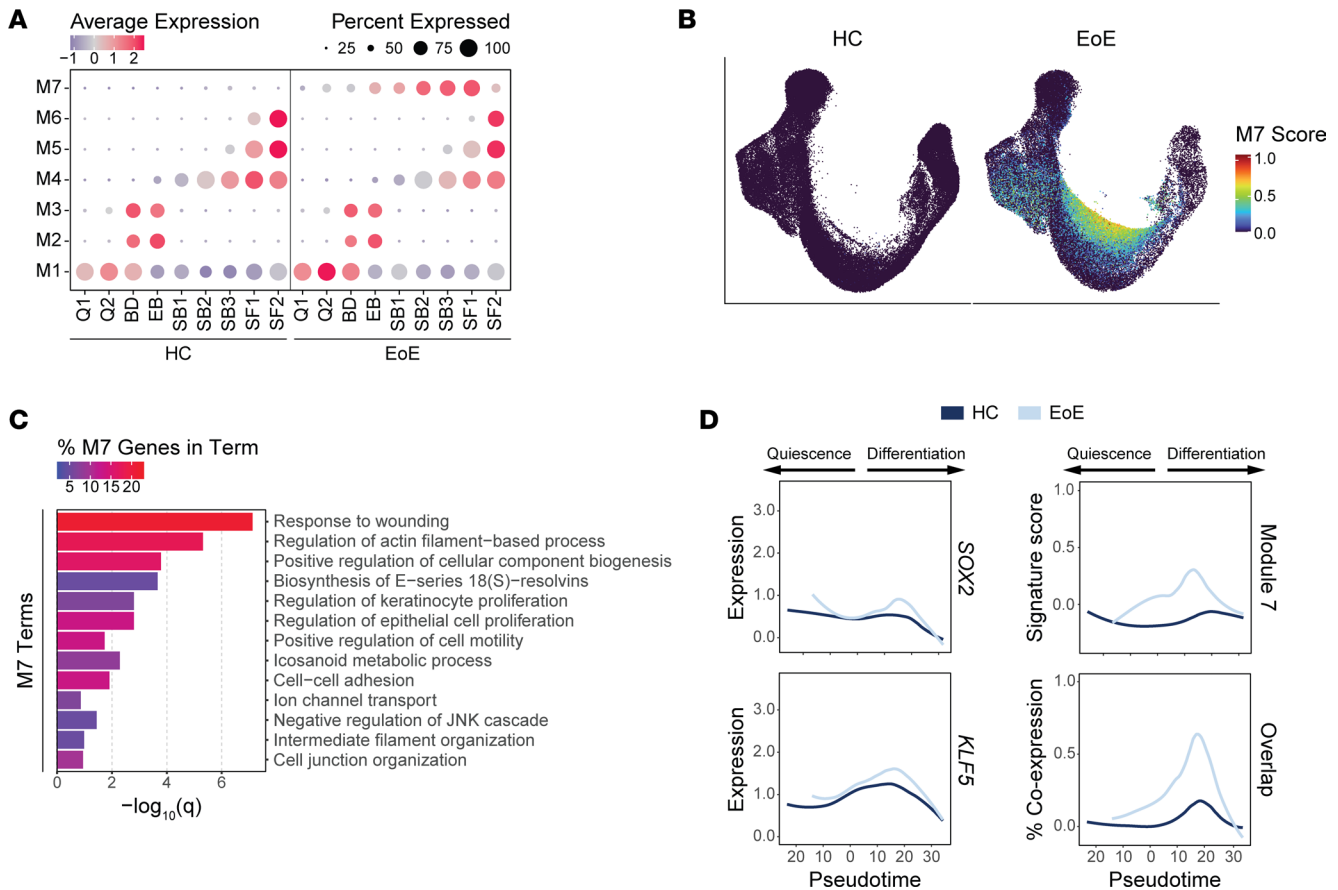 A
Average Expression
−1 0 1 2
Percent Expressed
25 50 75 100
M7
M6
M5
M4
M3
M2
M1
Q1 Q2 BD EB SB1 SB2 SB3 SF1 SF2 Q1 Q2 BD EB SB1 SB2 SB3 SF1 SF2
HC EoE
B
HC EoE
M7 Score
1.0
0.5
0.0
C
% M7 Genes in Term
5 10 15 20
M7 Terms
Response to wounding
Regulation of actin filament−based process
Positive regulation of cellular component biogenesis
Biosynthesis of E−series 18(S)−resolvins
Regulation of keratinocyte proliferation
Regulation of epithelial cell proliferation
Positive regulation of cell motility
Icosanoid metabolic process
Cell−cell adhesion
Ion channel transport
Negative regulation of JNK cascade
Intermediate filament organization
Cell junction organization
0 2 4 6
−log10(q)
D
HC EoE
Quiescence Differentiation
Expression
3.0
2.0
1.0
0.0
SOX2
Quiescence Differentiation
Signature score
1.0
0.5
0.0
Module 7
Expression
3.0
2.0
1.0
0.0
KLF5
20 10 0 10 20 30
Pseudotime
% Co-expression
1.0
0.5
0.0
Overlap
20 10 0 10 20 30
Pseudotime